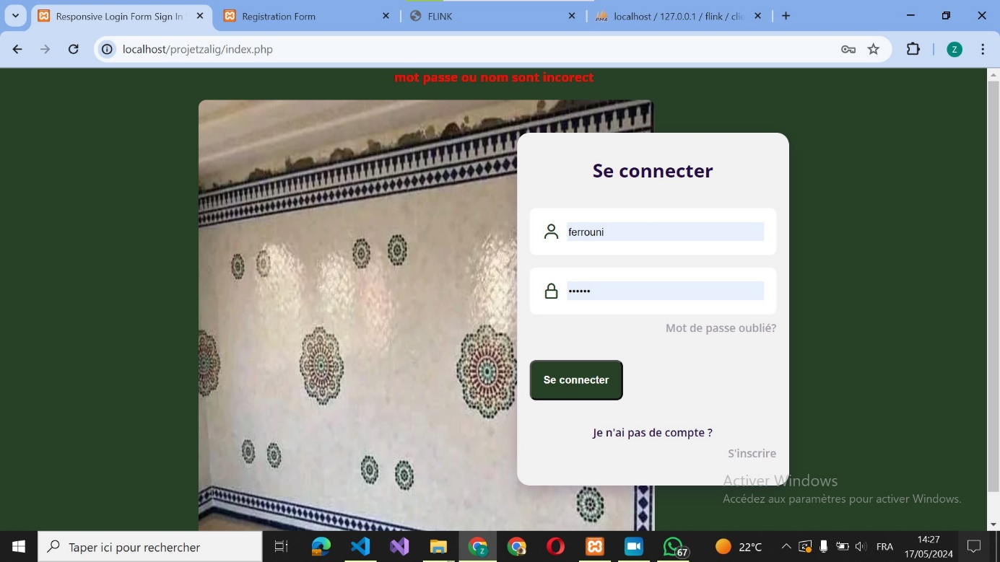 Responsive Login Form Sign In
Registration Form
FLINK
localhost / 127.0.0.1 / flink / clie
localhost/projetzalig/index.php
Z
mot passe ou nom sont incorect
Se connecter
ferrouni
••••••
Mot de passe oublié?
Se connecter
Je n'ai pas de compte ?
S'inscrire
Activer Windows
Accédez aux paramètres pour activer Windows.
Taper ici pour rechercher
67
22°C
FRA
14:27
17/05/2024